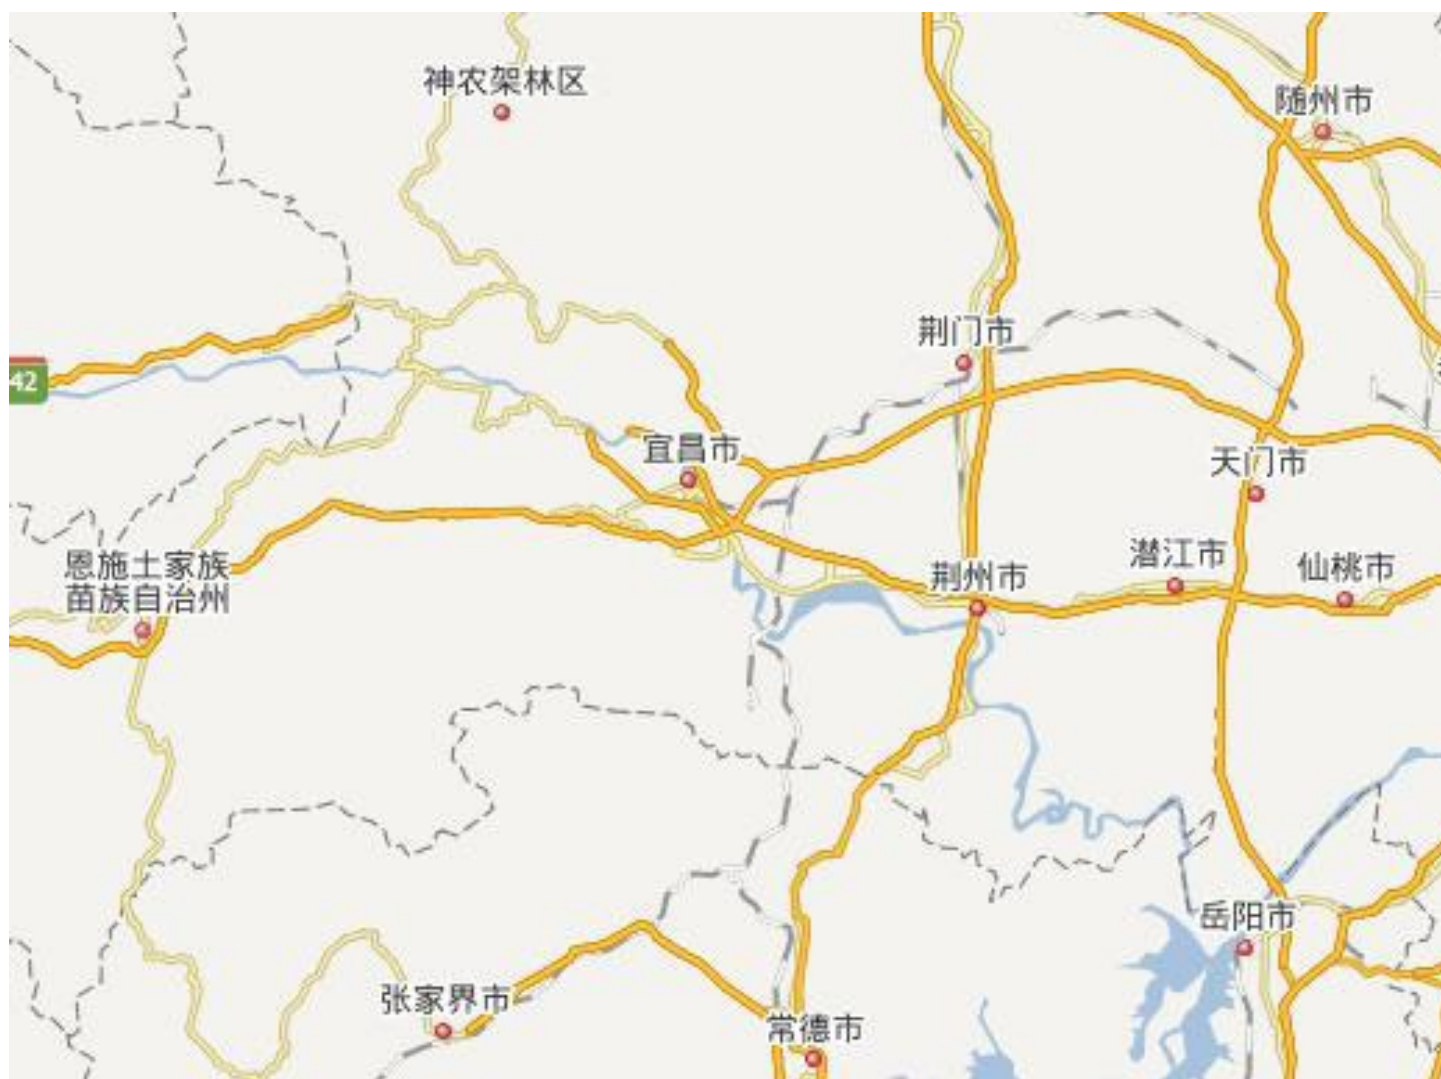 神农架林区
随州市
荆门市
42
宜昌市
天门市
恩施土家族
苗族自治州
荆州市
潜江市
仙桃市
岳阳市
张家界市
常德市